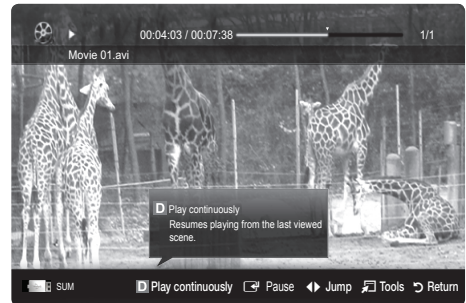 00:04:03 / 00:07:38 1/1
Movie 01.avi
D Play continuously
Resumes playing from the last viewed
scene.
SUM D Play continuously Pause Jump Tools Return